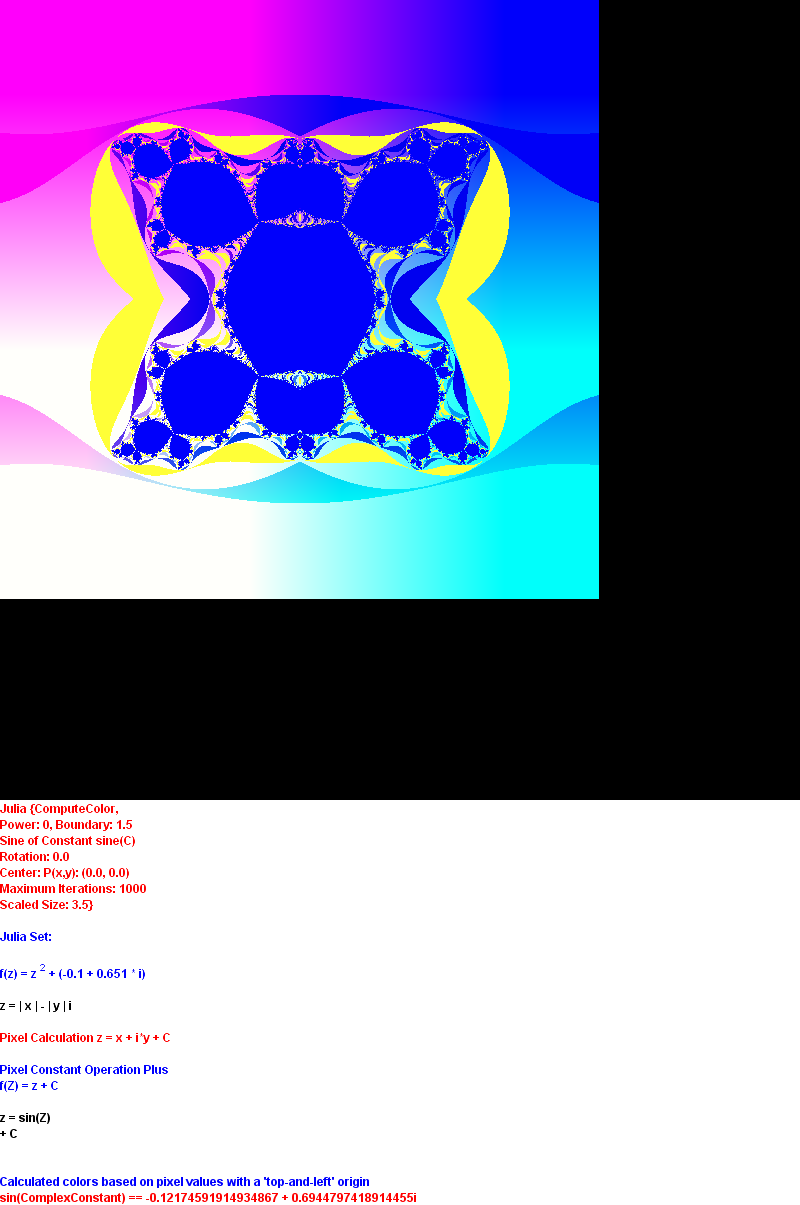 Julia {ComputeColor,
Power: 0, Boundary: 1.5
Sine of Constant sine(C)
Rotation: 0.0
Center: P(x,y): (0.0, 0.0)
Maximum Iterations: 1000
Scaled Size: 3.5}
Julia Set:
f(z) = z 2 + (-0.1 + 0.651 * i)
z = | x | - | y | i
Pixel Calculation z = x + i*y + C
Pixel Constant Operation Plus
f(Z) = z + C
z = sin(Z)
+ C
Calculated colors based on pixel values with a 'top-and-left' origin
sin(ComplexConstant) == -0.12174591914934867 + 0.6944797418914455i